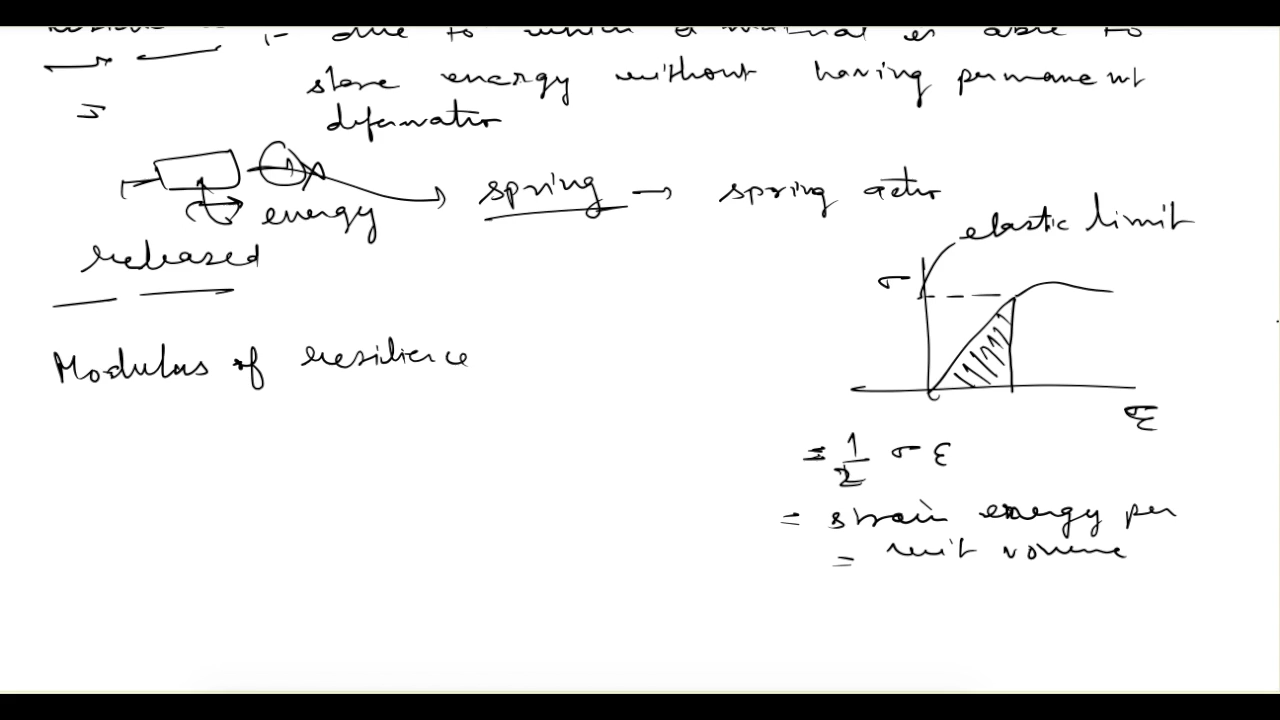 :- due to which a material is able to
store energy without having permanent
deformation
spring → spring action
energy
released
elastic limit
σ
Modulus of resilience
ε
= 1/2 σ ε
= strain energy per
= unit volume